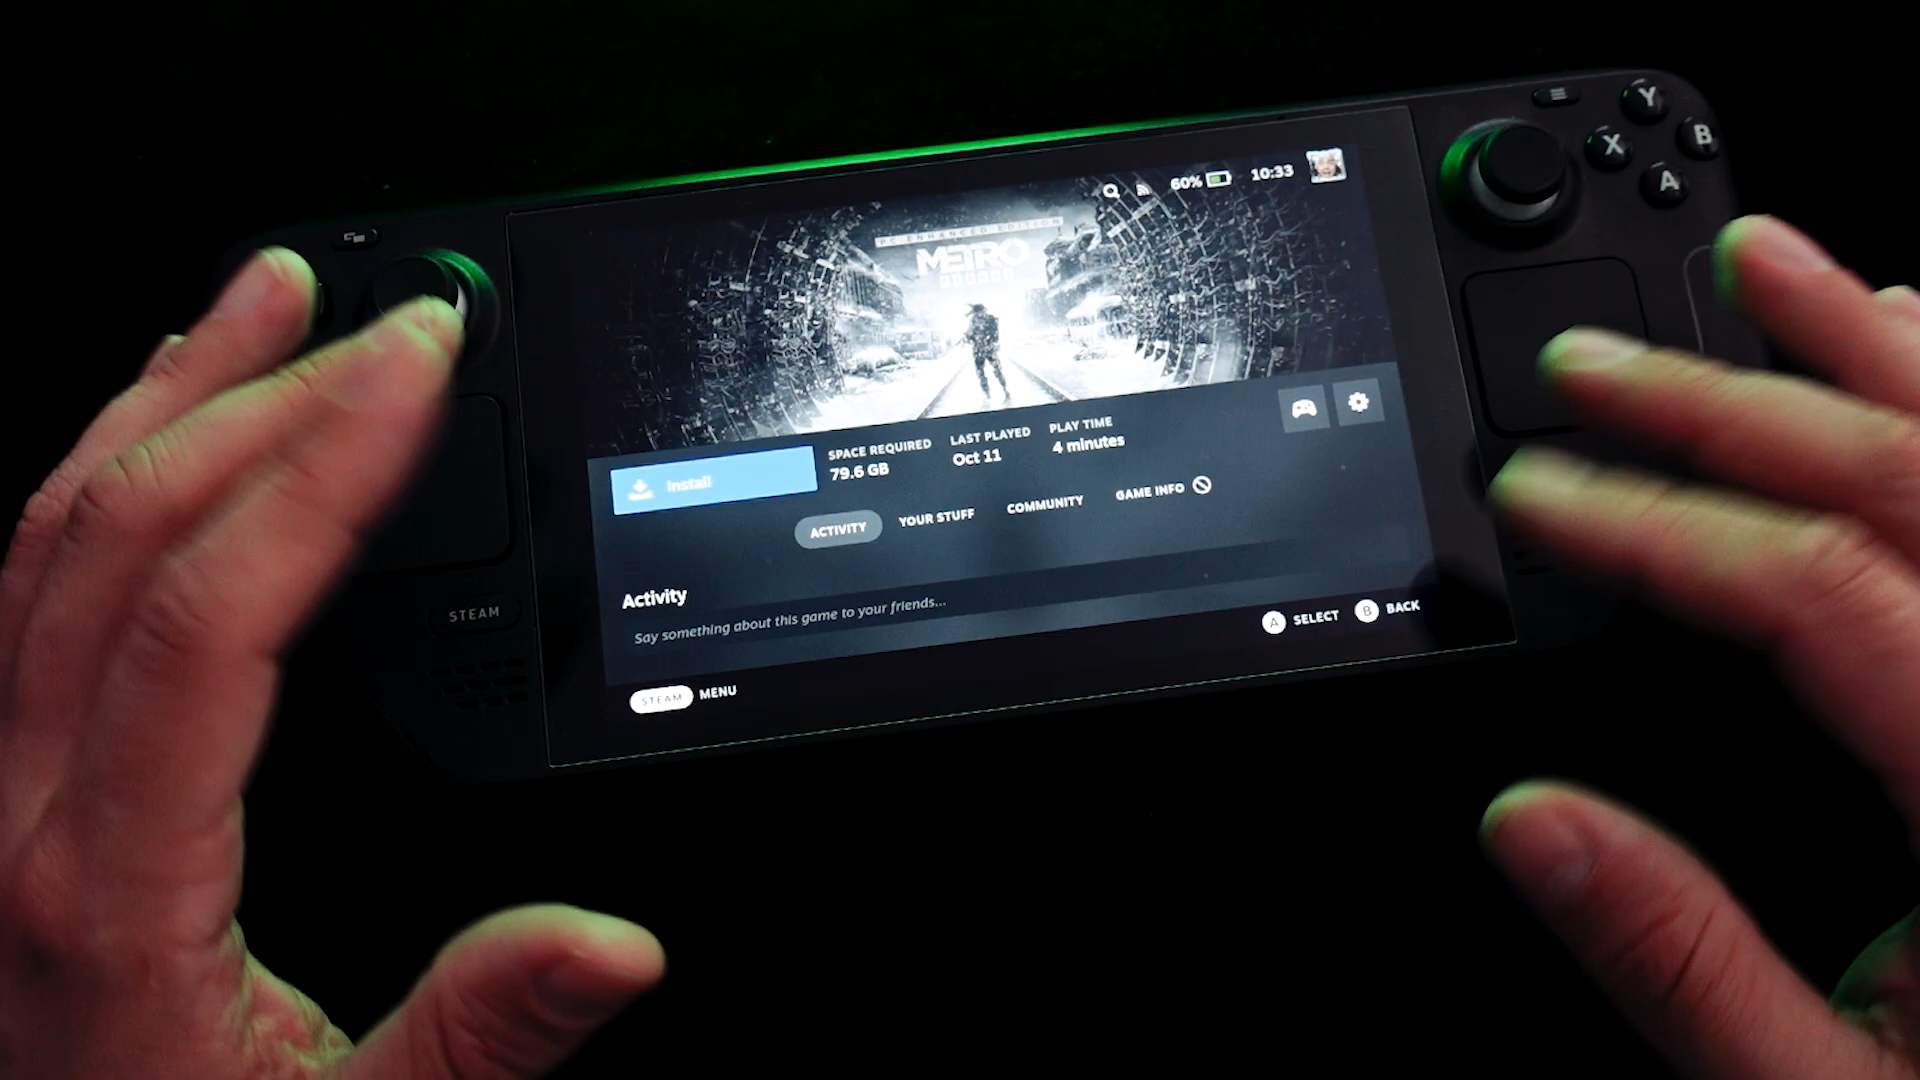 60% 10:33
PC ENHANCED EDITION
METRO
EXODUS
Install
SPACE REQUIRED
79.6 GB
LAST PLAYED
Oct 11
PLAY TIME
4 minutes
ACTIVITY YOUR STUFF COMMUNITY GAME INFO
Activity
Say something about this game to your friends...
A SELECT B BACK
STEAM MENU
STEAM
Y
X
B
A